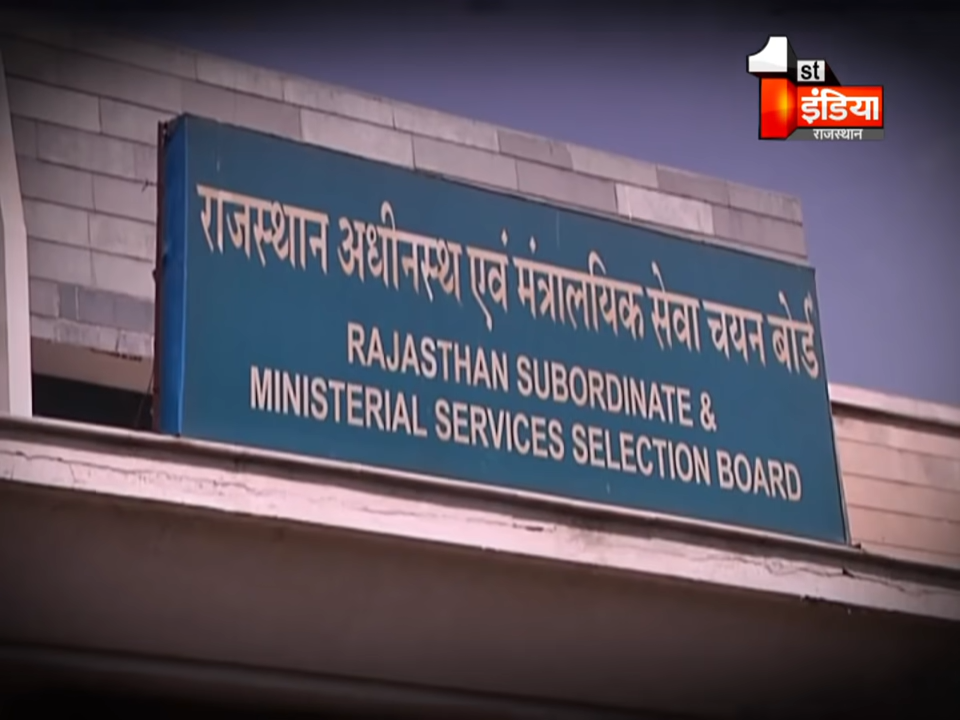 1st
इंडिया
राजस्थान
राजस्थान अधीनस्थ एवं मंत्रालयिक सेवा चयन बोर्ड
RAJASTHAN SUBORDINATE &
MINISTERIAL SERVICES SELECTION BOARD